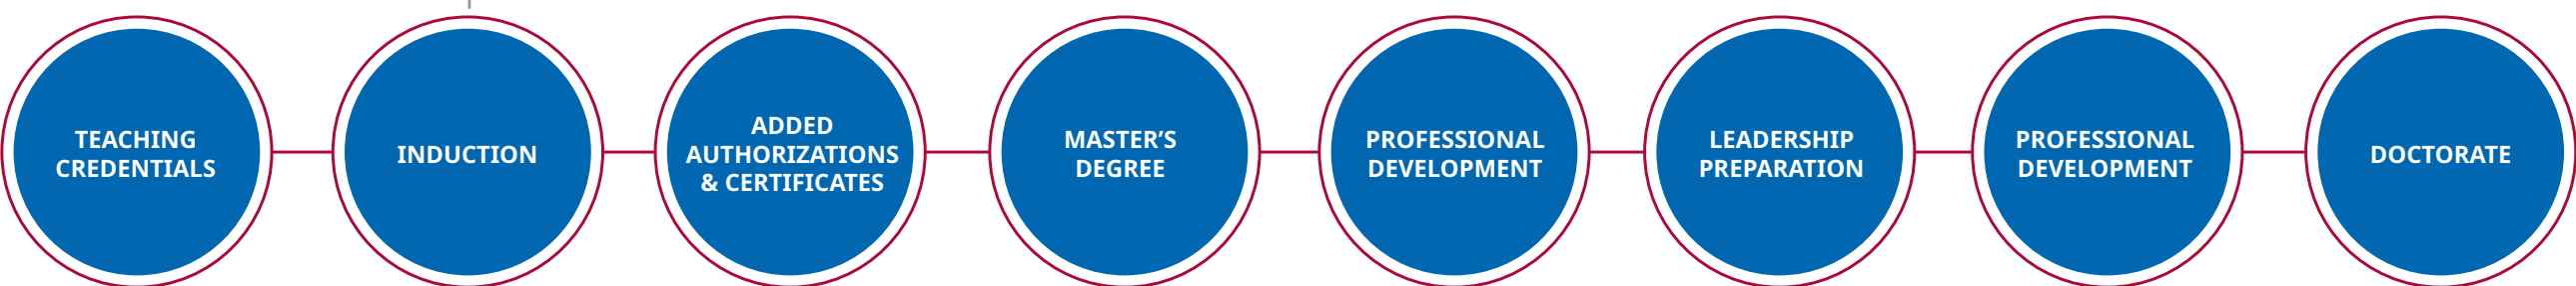 TEACHING
CREDENTIALS
INDUCTION
ADDED
AUTHORIZATIONS
& CERTIFICATES
MASTER’S
DEGREE
PROFESSIONAL
DEVELOPMENT
LEADERSHIP
PREPARATION
PROFESSIONAL
DEVELOPMENT
DOCTORATE